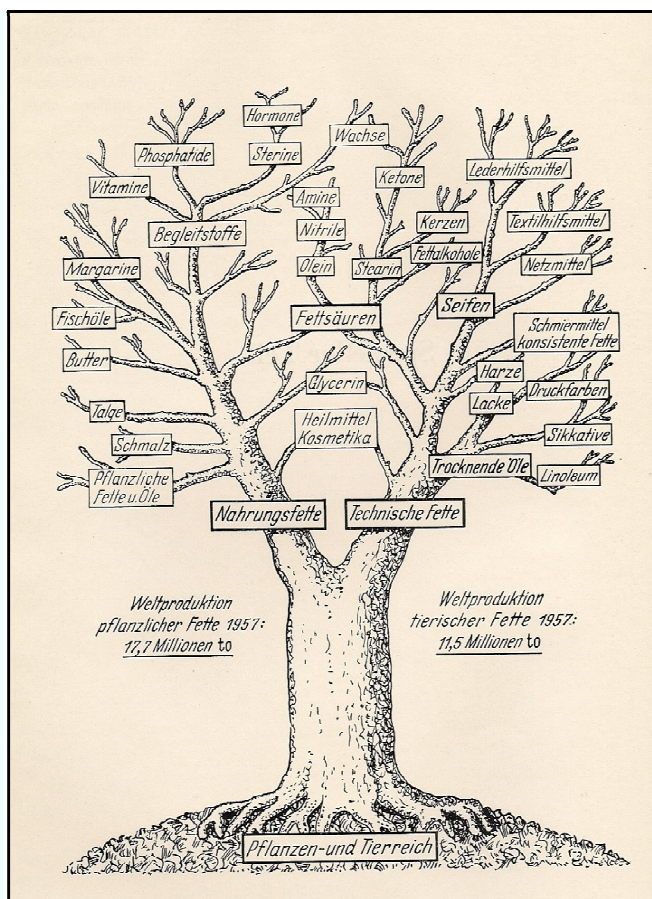 Hormone
Wachse
Phosphatide
Sterine
Ketone
Lederhilfsmittel
Vitamine
Amine
Begleitstoffe
Nitrile
Kerzen
Textilhilfsmittel
Margarine
Olein
Stearin
Fettalkohole
Netzmittel
Fischöle
Fettsäuren
Seifen
Schmiermittel
konsistente Fette
Butter
Glycerin
Harze
Druckfarben
Talge
Heilmittel
Kosmetika
Lacke
Schmalz
Sikkative
Pflanzliche
Fette u. Öle
Trocknende Öle
Linoleum
Nahrungsfette
Technische Fette
Weltproduktion
pflanzlicher Fette 1957:
17,7 Millionen to
Weltproduktion
tierischer Fette 1957:
11,5 Millionen to
Pflanzen-und Tierreich